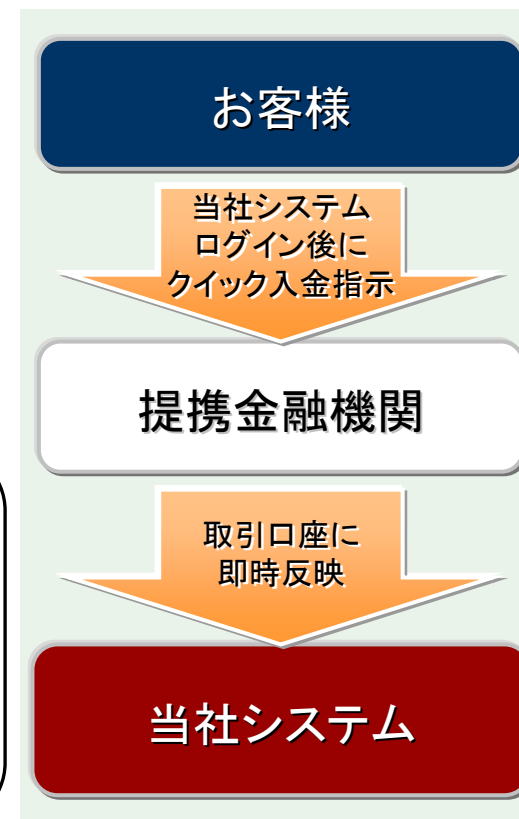 お客様
当社システム
ログイン後に
クイック入金指示
提携金融機関
取引口座に
即時反映
当社システム